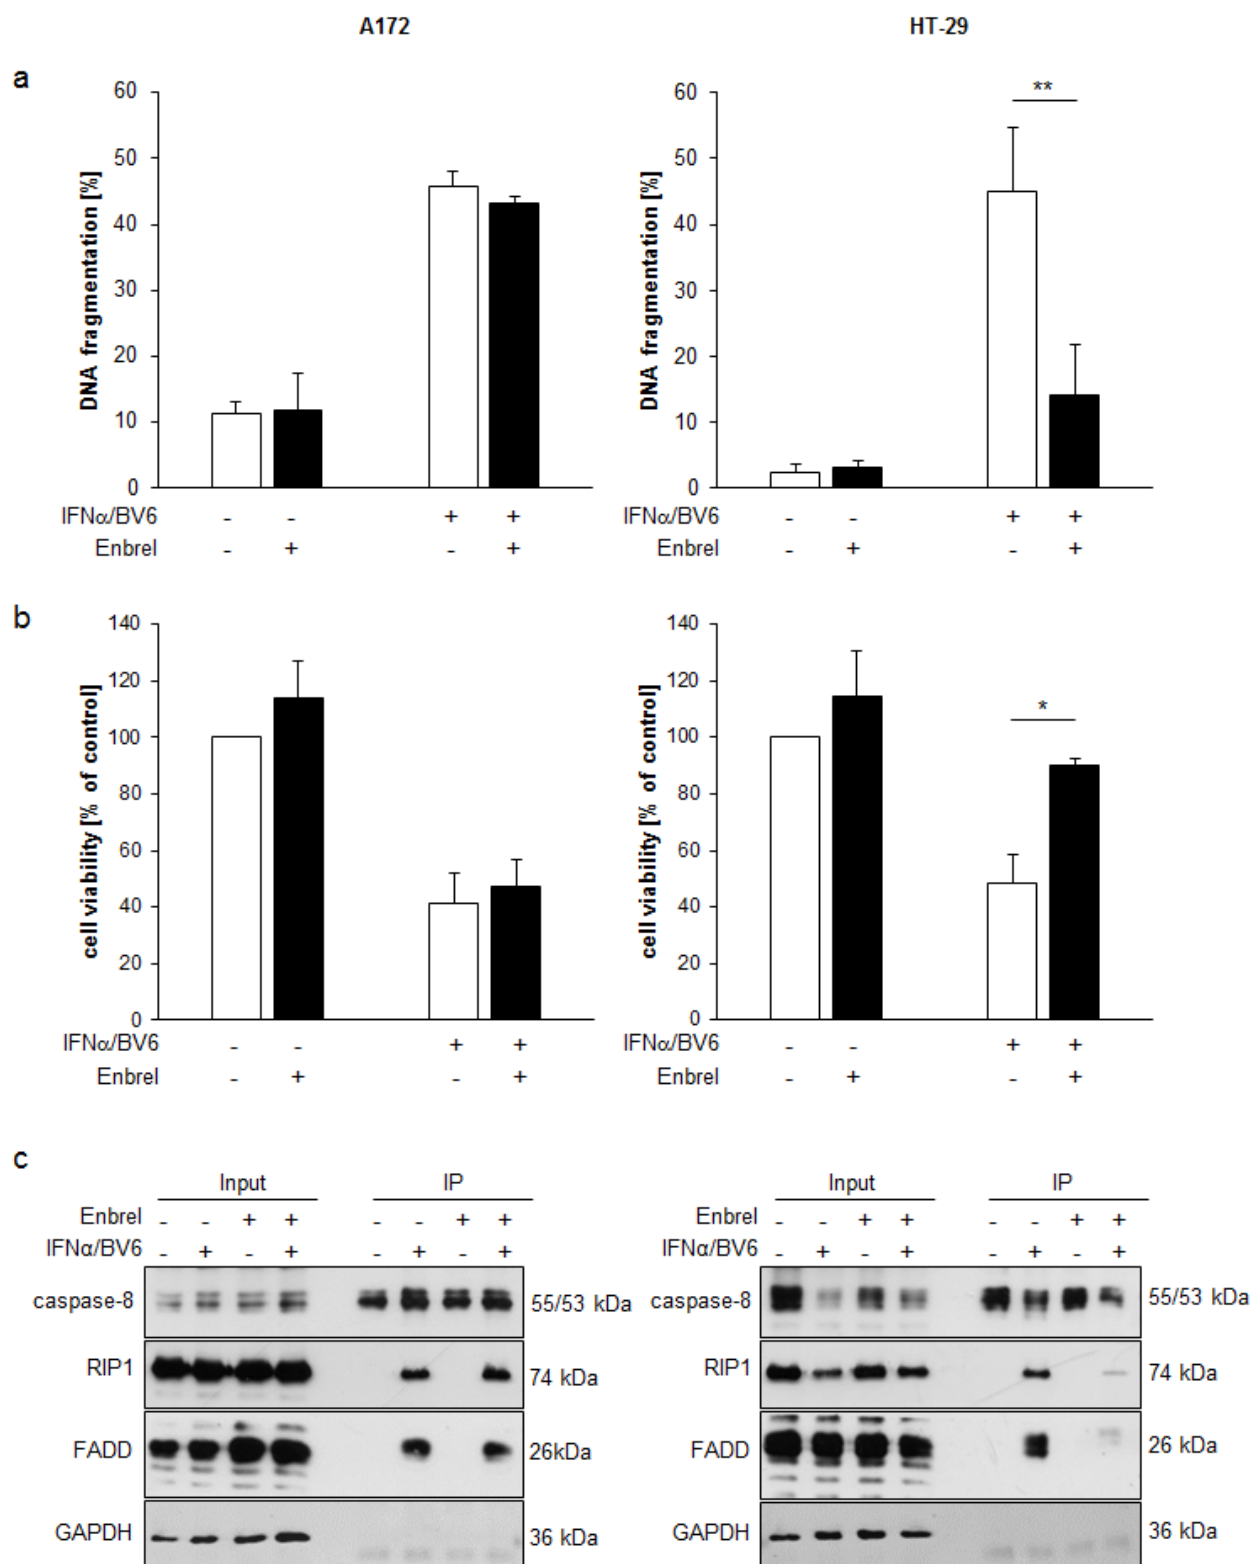 A172
HT-29
a
60
50
40
30
20
10
0
DNA fragmentation [%]
IFNα/BV6 - - + +
Enbrel - + - +
60
50
40
30
20
10
0
DNA fragmentation [%]
**
IFNα/BV6 - - + +
Enbrel - + - +
b
140
120
100
80
60
40
20
0
cell viability [% of control]
IFNα/BV6 - - + +
Enbrel - + - +
140
120
100
80
60
40
20
0
cell viability [% of control]
*
IFNα/BV6 - - + +
Enbrel - + - +
c
Input IP
Enbrel - - + + - - + +
IFNα/BV6 - + - + - + - +
caspase-8 55/53 kDa
RIP1 74 kDa
FADD 26kDa
GAPDH 36 kDa
Input IP
Enbrel - - + + - - + +
IFNα/BV6 - + - + - + - +
caspase-8 55/53 kDa
RIP1 74 kDa
FADD 26 kDa
GAPDH 36 kDa